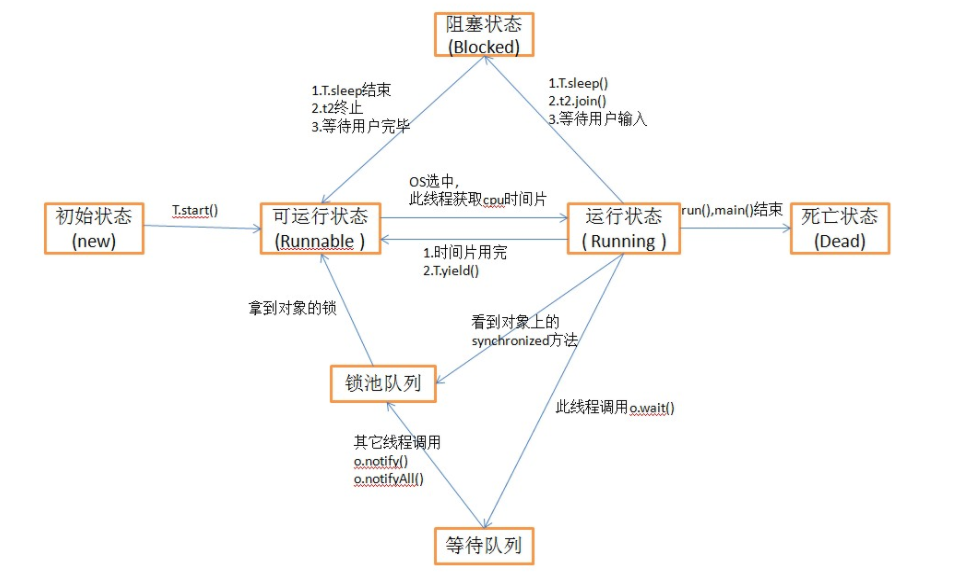 阻塞状态
(Blocked)
1.T.sleep结束
2.t2终止
3.等待用户完毕
1.T.sleep()
2.t2.join()
3.等待用户输入
OS选中，
此线程获取cpu时间片
初始状态
(new)
T.start()
可运行状态
(Runnable )
运行状态
( Running )
run(),main()结束
死亡状态
(Dead)
1.时间片用完
2.T.yield()
拿到对象的锁
看到对象上的
synchronized方法
锁池队列
此线程调用o.wait()
其它线程调用
o.notify()
o.notifyAll()
等待队列